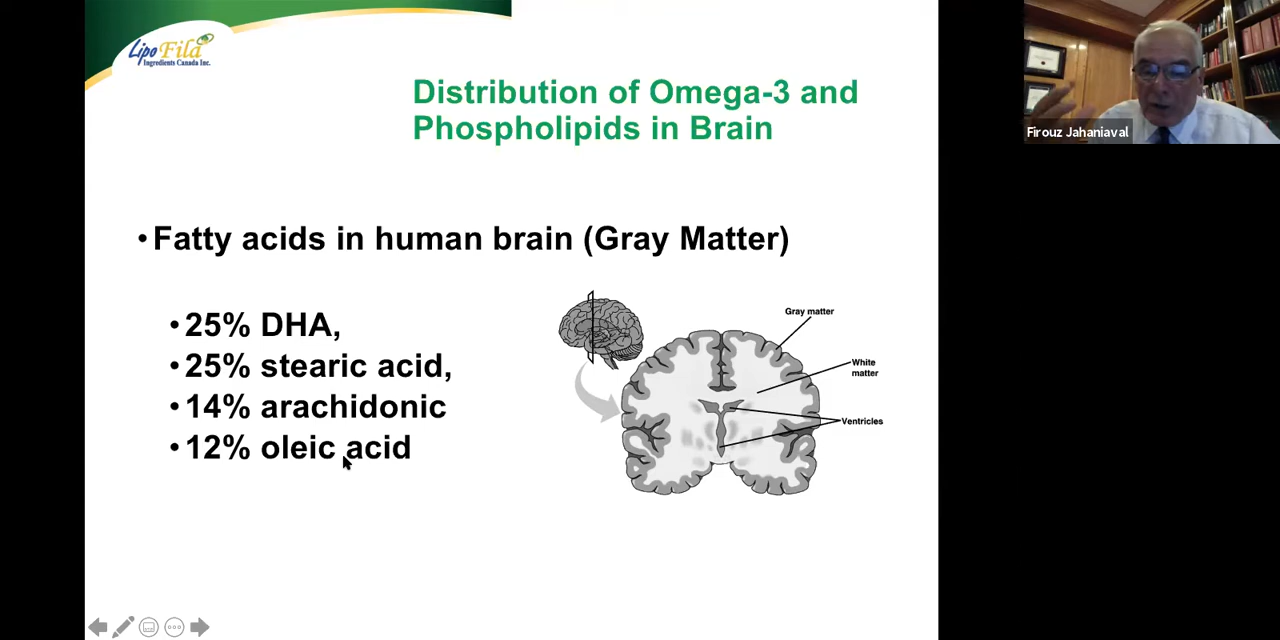 Lipo Fila
Ingredients Canada Inc.
Distribution of Omega-3 and
Phospholipids in Brain
Firouz Jahaniaval
•Fatty acids in human brain (Gray Matter)
•25% DHA,
•25% stearic acid,
•14% arachidonic
•12% oleic acid
Gray matter
White
matter
Ventricles